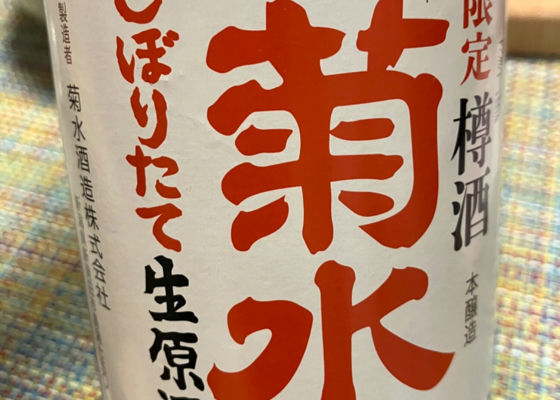 限定
樽酒
本醸造
菊水
しぼりたて
生原酒
製造者
菊水酒造株式会社